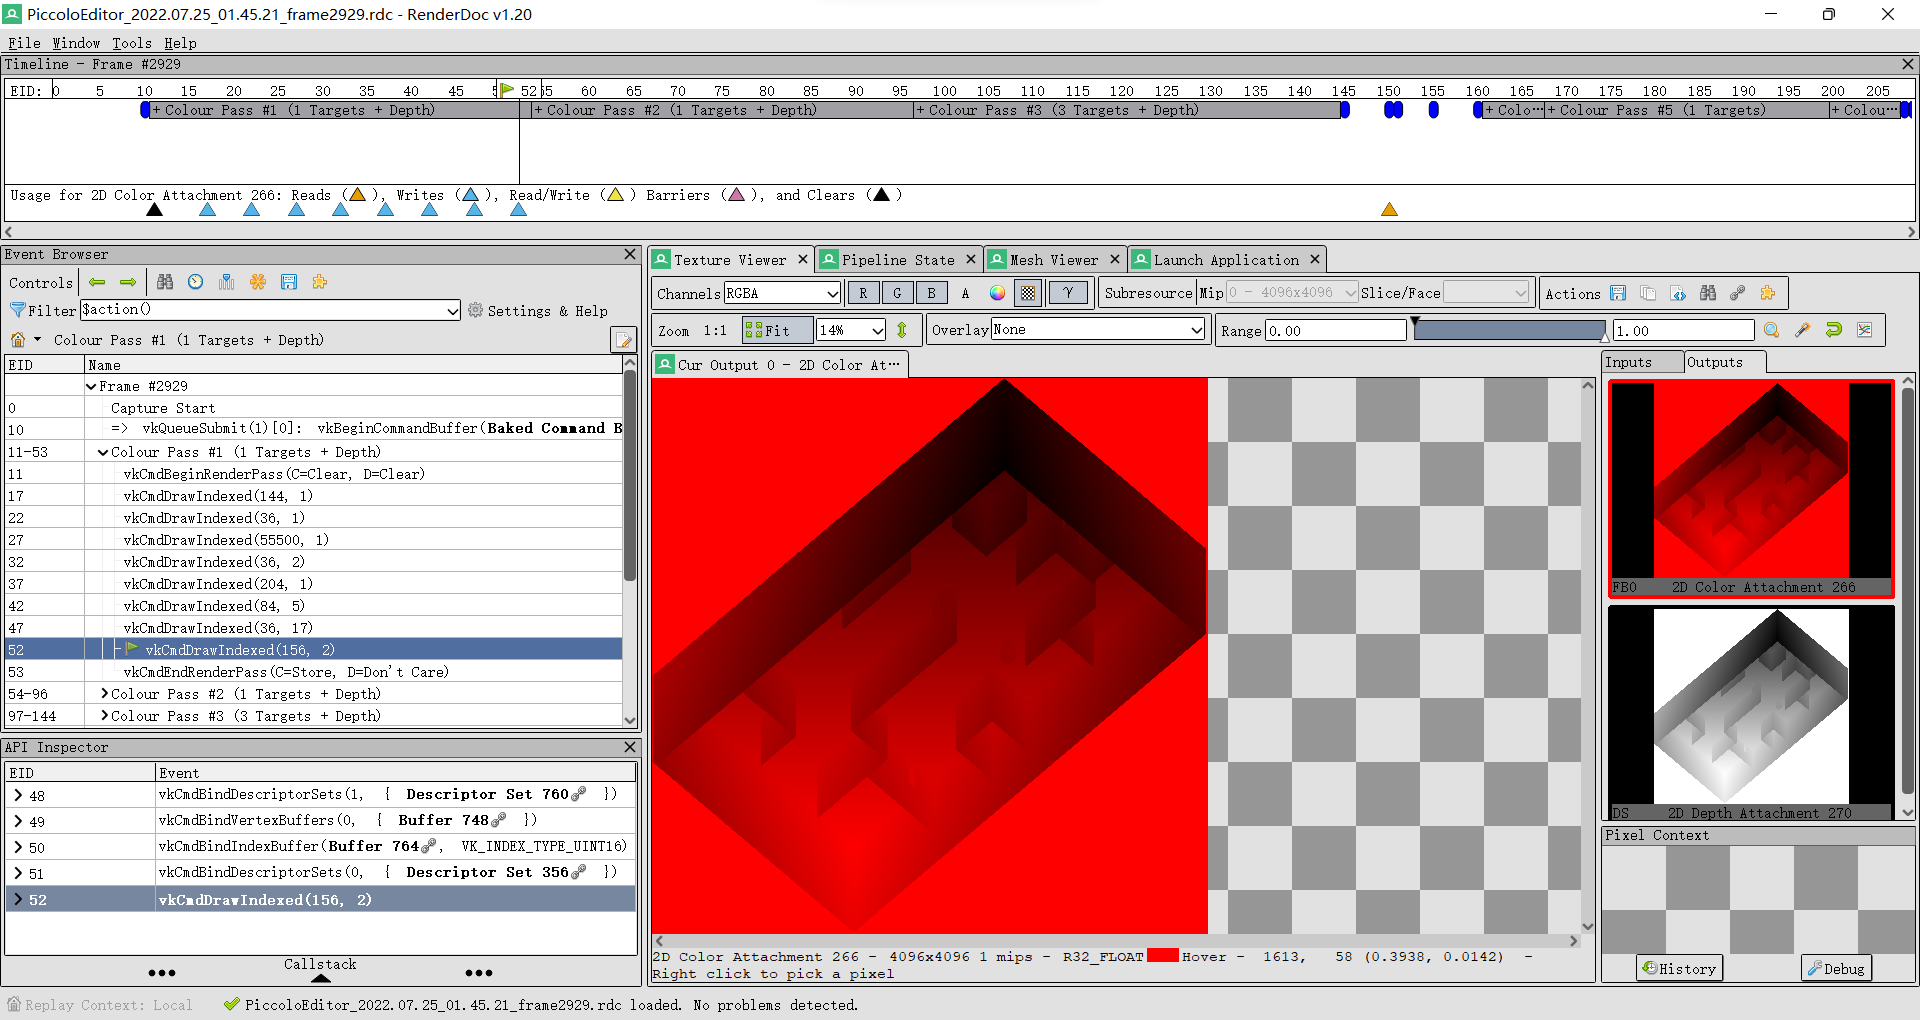 PiccoloEditor_2022.07.25_01.45.21_frame2929.rdc - RenderDoc v1.20
File Window Tools Help
Timeline - Frame #2929
EID: 0 5 10 15 20 25 30 35 40 45 52 55 60 65 70 75 80 85 90 95 100 105 110 115 120 125 130 135 140 145 150 155 160 165 170 175 180 185 190 195 200 205
+ Colour Pass #1 (1 Targets + Depth) + Colour Pass #2 (1 Targets + Depth) + Colour Pass #3 (3 Targets + Depth) + Colo··· + Colour Pass #5 (1 Targets) + Colou···
Usage for 2D Color Attachment 266: Reads ( ), Writes ( ), Read/Write ( ) Barriers ( ), and Clears ( )
Event Browser
Controls
Filter $action() Settings & Help
Colour Pass #1 (1 Targets + Depth)
EID Name
Frame #2929
0 Capture Start
10 => vkQueueSubmit(1)[0]: vkBeginCommandBuffer(Baked Command B
11-53 Colour Pass #1 (1 Targets + Depth)
11 vkCmdBeginRenderPass(C=Clear, D=Clear)
17 vkCmdDrawIndexed(144, 1)
22 vkCmdDrawIndexed(36, 1)
27 vkCmdDrawIndexed(55500, 1)
32 vkCmdDrawIndexed(36, 2)
37 vkCmdDrawIndexed(204, 1)
42 vkCmdDrawIndexed(84, 5)
47 vkCmdDrawIndexed(36, 17)
52 vkCmdDrawIndexed(156, 2)
53 vkCmdEndRenderPass(C=Store, D=Don't Care)
54-96 Colour Pass #2 (1 Targets + Depth)
97-144 Colour Pass #3 (3 Targets + Depth)
API Inspector
EID Event
48 vkCmdBindDescriptorSets(1, { Descriptor Set 760 })
49 vkCmdBindVertexBuffers(0, { Buffer 748 })
50 vkCmdBindIndexBuffer(Buffer 764, VK_INDEX_TYPE_UINT16)
51 vkCmdBindDescriptorSets(0, { Descriptor Set 356 })
52 vkCmdDrawIndexed(156, 2)
Callstack
Texture Viewer Pipeline State Mesh Viewer Launch Application
Channels RGBA R G B A γ Subresource Mip 0 - 4096x4096 Slice/Face Actions
Zoom 1:1 Fit 14% Overlay None Range 0.00 1.00
Cur Output 0 - 2D Color At···
Inputs Outputs
FB0 2D Color Attachment 266
DS 2D Depth Attachment 270
Pixel Context
History Debug
2D Color Attachment 266 - 4096x4096 1 mips - R32_FLOAT Hover - 1613, 58 (0.3938, 0.0142) -
Right click to pick a pixel
Replay Context: Local PiccoloEditor_2022.07.25_01.45.21_frame2929.rdc loaded. No problems detected.